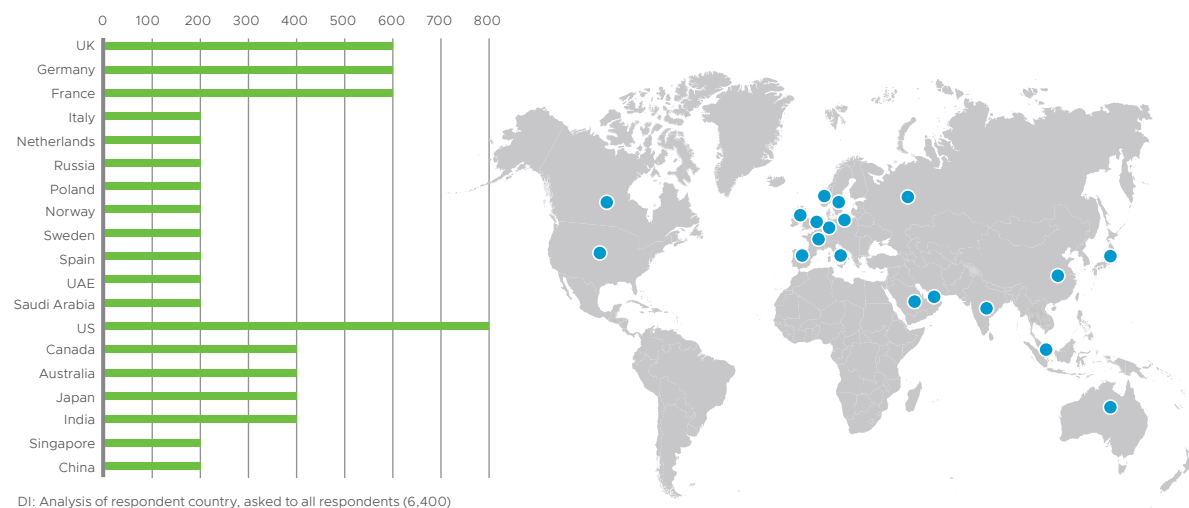 0 100 200 300 400 500 600 700 800
UK
Germany
France
Italy
Netherlands
Russia
Poland
Norway
Sweden
Spain
UAE
Saudi Arabia
US
Canada
Australia
Japan
India
Singapore
China
DI: Analysis of respondent country, asked to all respondents (6,400)